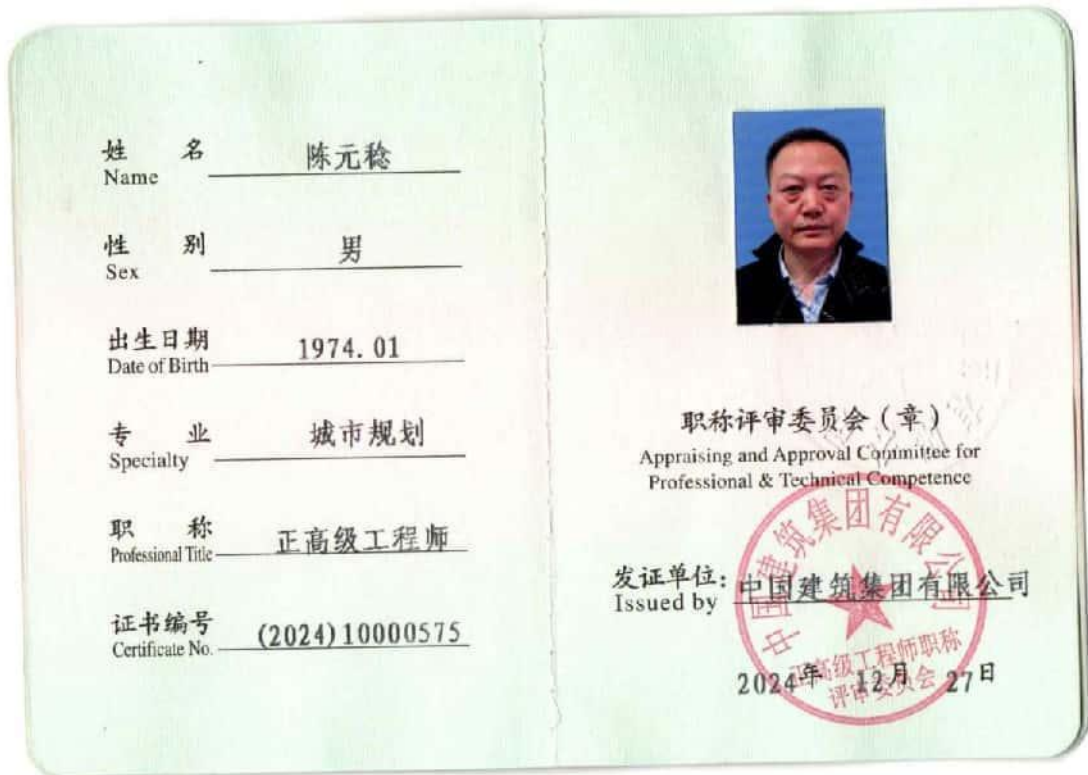 姓名 陈元稔
Name
性别 男
Sex
出生日期 1974.01
Date of Birth
专业 城市规划
Specialty
职称 正高级工程师
Professional Title
证书编号 (2024)10000575
Certificate No.
职称评审委员会（章）
Appraising and Approval Committee for
Professional & Technical Competence
发证单位: 中国建筑集团有限公司
Issued by
2024年 12月 27日
中国建筑集团有限公司
正高级工程师职称
评审委员会